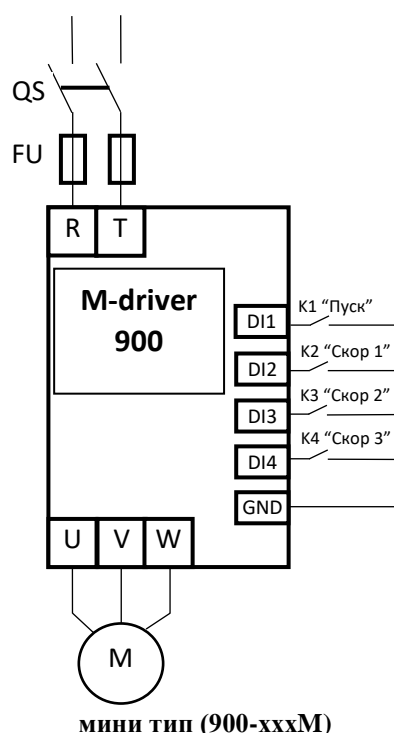 QS
FU
R T
M-driver
900
K1 “Пуск”
DI1
K2 “Скор 1”
DI2
K3 “Скор 2”
DI3
K4 “Скор 3”
DI4
GND
U V W
M
мини тип (900-xxxM)